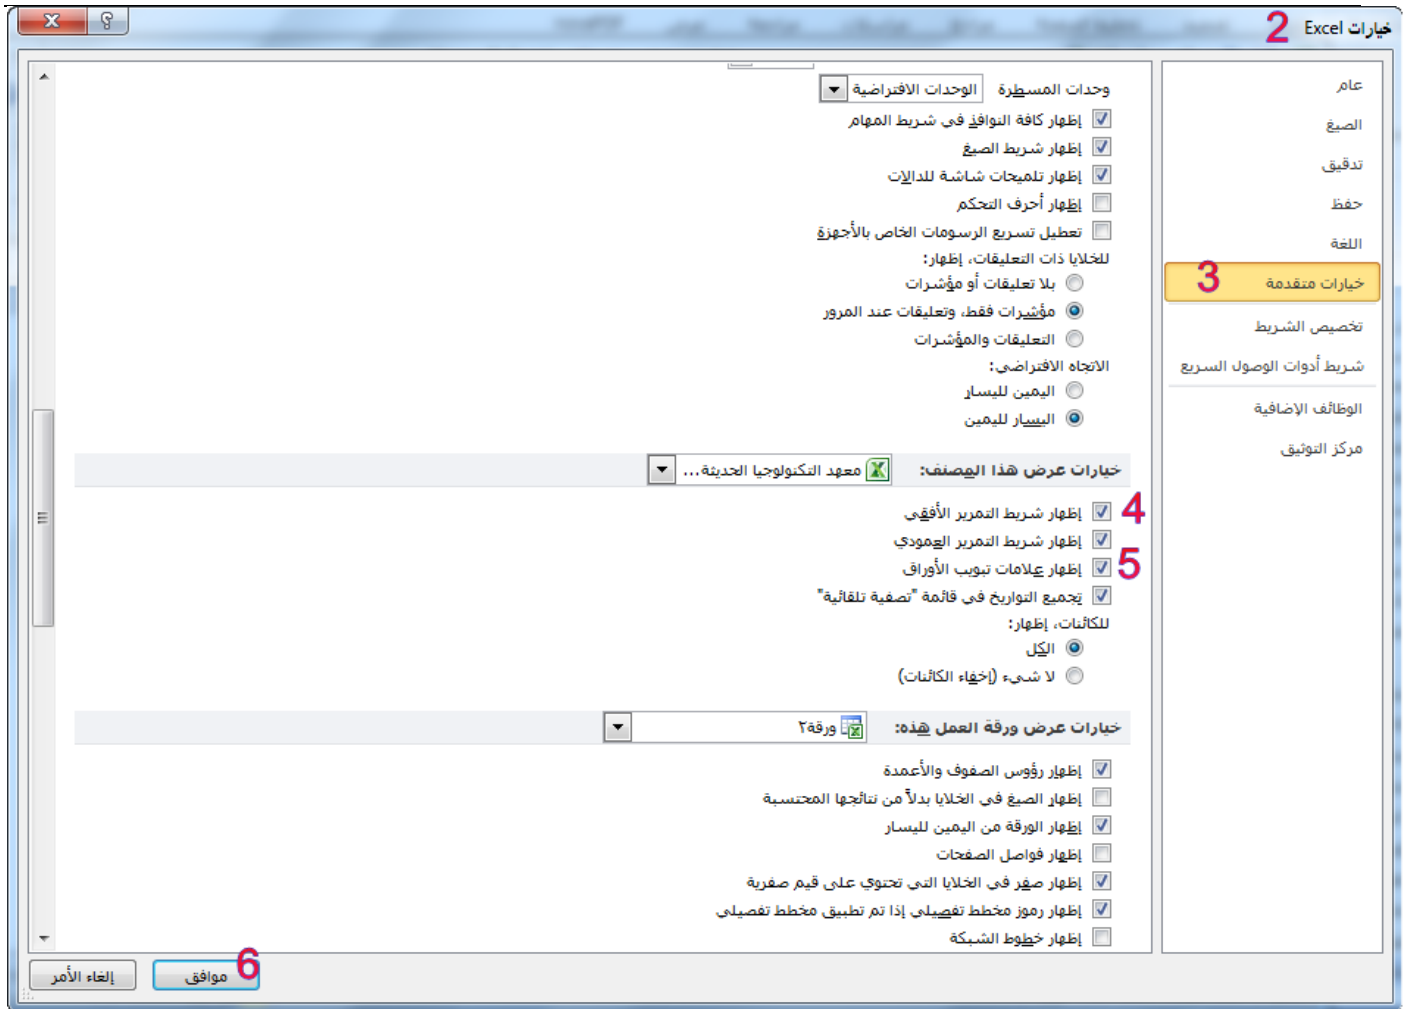 خيارات Excel 2
عام
الصيغ
تدقيق
حفظ
اللغة
خيارات متقدمة 3
تخصيص الشريط
شريط أدوات الوصول السريع
الوظائف الإضافية
مركز التوثيق
وحدات المسطرة الوحدات الافتراضية
إظهار كافة النوافذ في شريط المهام
إظهار شريط الصيغ
إظهار تلميحات شاشة للدالات
إظهار أحرف التحكم
تعطيل تسريع الرسومات الخاص بالأجهزة
للخلايا ذات التعليقات، إظهار:
بلا تعليقات أو مؤشرات
مؤشرات فقط، وتعليقات عند المرور
التعليقات والمؤشرات
الاتجاه الافتراضي:
اليمين لليسار
اليسار لليمين
خيارات عرض هذا المصنف: معهد التكنولوجيا الحديثة...
4 إظهار شريط التمرير الأفقي
إظهار شريط التمرير العمودي
5 إظهار علامات تبويب الأوراق
تجميع التواريخ في قائمة "تصفية تلقائية"
للكائنات، إظهار:
الكل
لا شيء (إخفاء الكائنات)
خيارات عرض ورقة العمل هذه: ورقة٢
إظهار رؤوس الصفوف والأعمدة
إظهار الصيغ في الخلايا بدلاً من نتائجها المحتسبة
إظهار الورقة من اليمين لليسار
إظهار فواصل الصفحات
إظهار صفر في الخلايا التي تحتوي على قيم صفرية
إظهار رموز مخطط تفصيلي إذا تم تطبيق مخطط تفصيلي
إظهار خطوط الشبكة
6 موافق
إلغاء الأمر